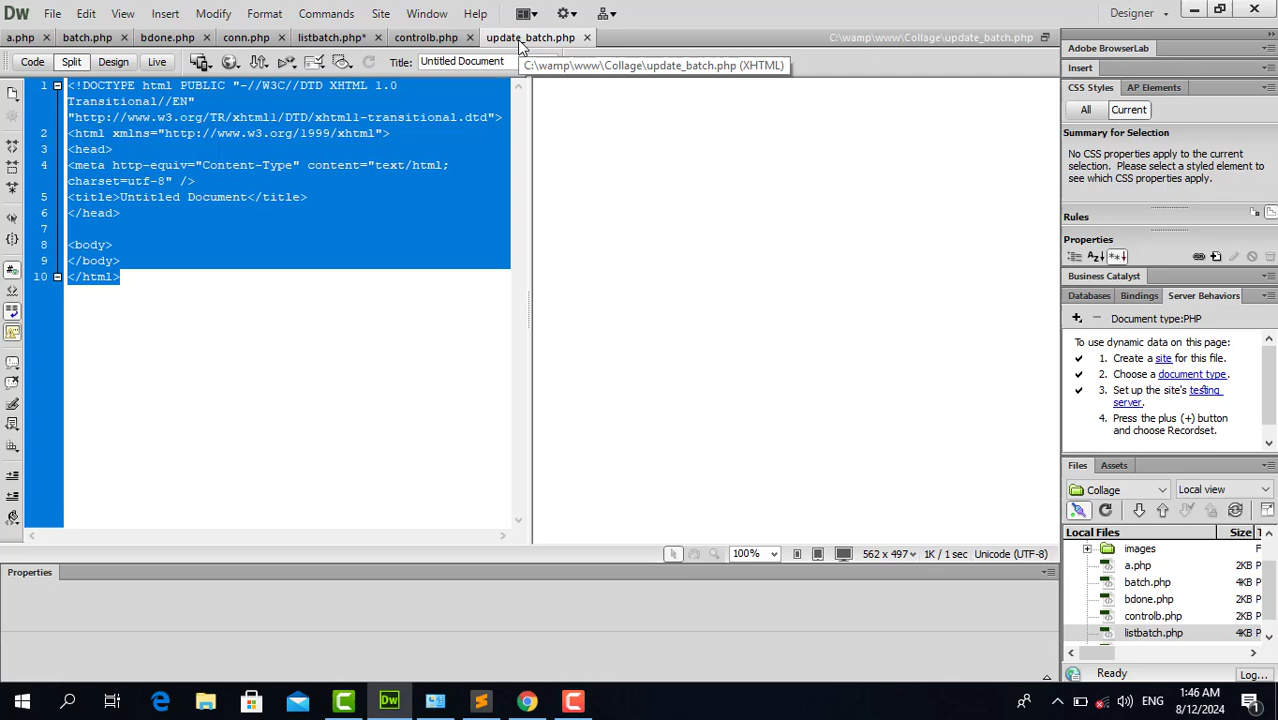 Dw File Edit View Insert Modify Format Commands Site Window Help Designer
a.php batch.php bdone.php conn.php listbatch.php* controlb.php update_batch.php C:\wamp\www\Collage\update_batch.php
Code Split Design Live Title: Untitled Document
C:\wamp\www\Collage\update_batch.php (XHTML)
1 <!DOCTYPE html PUBLIC "-//W3C//DTD XHTML 1.0
Transitional//EN"
"http://www.w3.org/TR/xhtml1/DTD/xhtml1-transitional.dtd">
2 <html xmlns="http://www.w3.org/1999/xhtml">
3 <head>
4 <meta http-equiv="Content-Type" content="text/html;
charset=utf-8" />
5 <title>Untitled Document</title>
6 </head>
7
8 <body>
9 </body>
10 </html>
Adobe BrowserLab
Insert
CSS Styles AP Elements
All Current
Summary for Selection
No CSS properties apply to the current
selection. Please select a styled element to
see which CSS properties apply.
Rules
Properties
Business Catalyst
Databases Bindings Server Behaviors
Document type:PHP
To use dynamic data on this page:
1. Create a site for this file.
2. Choose a document type.
3. Set up the site's testing
server.
4. Press the plus (+) button
and choose Recordset.
Files Assets
Collage Local view
Local Files Size
images
a.php 2KB
batch.php 4KB
bdone.php 2KB
controlb.php 2KB
listbatch.php 4KB
100% 562 x 497 1K / 1 sec Unicode (UTF-8)
Properties
Ready Log...
Dw ENG 1:46 AM
8/12/2024